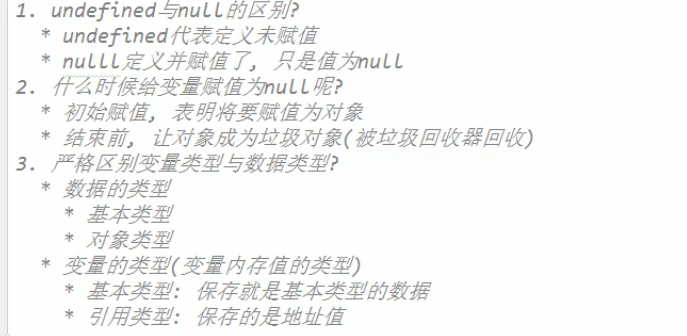 1. undefined与null的区别?
* undefined代表定义未赋值
* nulll定义并赋值了, 只是值为null
2. 什么时候给变量赋值为null呢?
* 初始赋值, 表明将要赋值为对象
* 结束前, 让对象成为垃圾对象(被垃圾回收器回收)
3. 严格区别变量类型与数据类型?
* 数据的类型
* 基本类型
* 对象类型
* 变量的类型(变量内存值的类型)
* 基本类型: 保存就是基本类型的数据
* 引用类型: 保存的是地址值